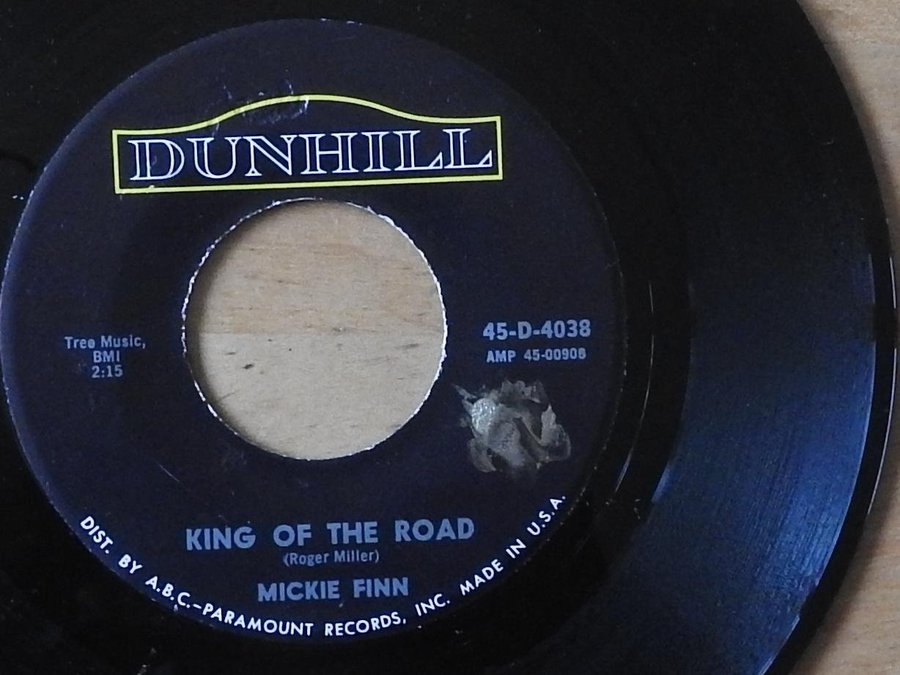 DUNHILL
Tree Music,
BMI
2:15
45-D-4038
AMP 45-00908
KING OF THE ROAD
(Roger Miller)
MICKIE FINN
DIST. BY A.B.C.-PARAMOUNT RECORDS, INC. MADE IN U.S.A.